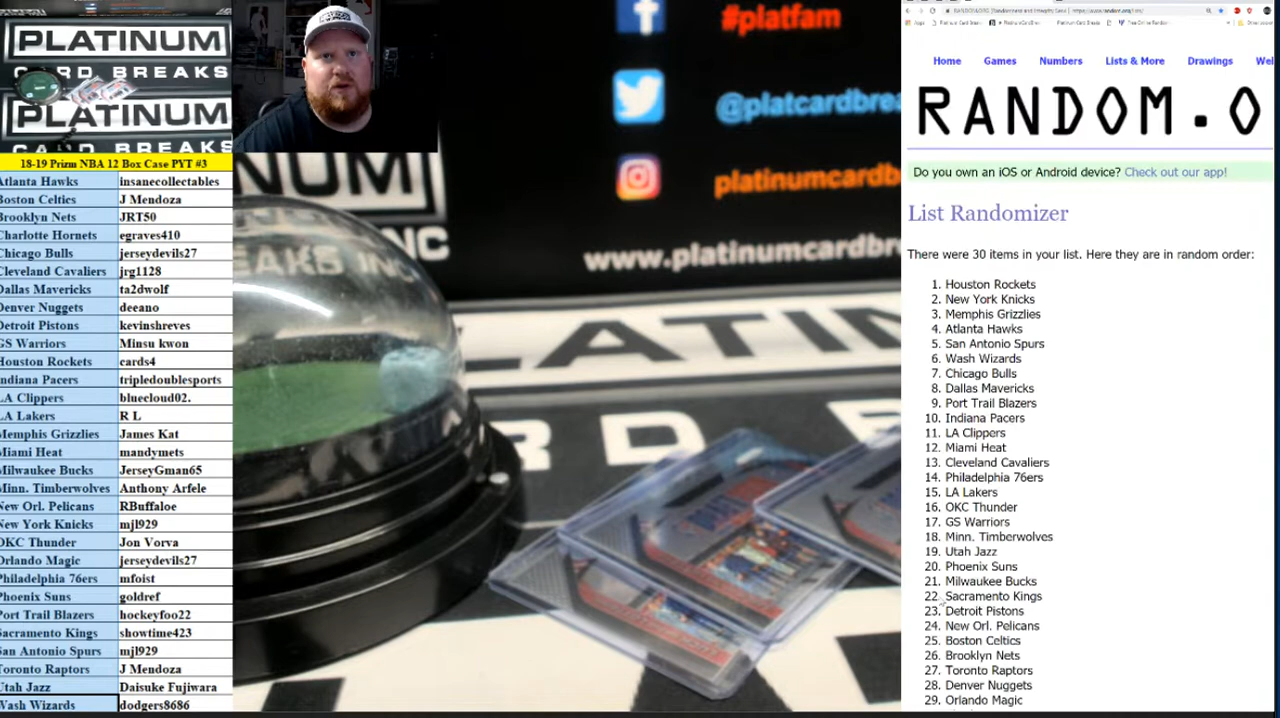 PLATINUM
CARD BREAKS
PLATINUM
CARD BREAKS
18-19 Prizm NBA 12 Box Case PYT #3
Atlanta Hawks insanecollectables
Boston Celtics J Mendoza
Brooklyn Nets JRT50
Charlotte Hornets egraves410
Chicago Bulls jerseydevils27
Cleveland Cavaliers jrg1128
Dallas Mavericks ta2dwolf
Denver Nuggets deeano
Detroit Pistons kevinshreves
GS Warriors Minsu kwon
Houston Rockets cards4
Indiana Pacers tripledoublesports
LA Clippers bluecloud02.
LA Lakers R L
Memphis Grizzlies James Kat
Miami Heat mandymets
Milwaukee Bucks JerseyGman65
Minn. Timberwolves Anthony Arfele
New Orl. Pelicans RBuffaloe
New York Knicks mjl929
OKC Thunder Jon Vorva
Orlando Magic jerseydevils27
Philadelphia 76ers mfoist
Phoenix Suns goldref
Port Trail Blazers hockeyfoo22
Sacramento Kings showtime423
San Antonio Spurs mjl929
Toronto Raptors J Mendoza
Utah Jazz Daisuke Fujiwara
Wash Wizards dodgers8686
#platfam
@platcardbrea
platinumcardb
www.platinumcardbr
NUM
EAKS INC
PLATIN
RD B
Home Games Numbers Lists & More Drawings Wel
RANDOM.O
Do you own an iOS or Android device? Check out our app!
List Randomizer
There were 30 items in your list. Here they are in random order:
1. Houston Rockets
2. New York Knicks
3. Memphis Grizzlies
4. Atlanta Hawks
5. San Antonio Spurs
6. Wash Wizards
7. Chicago Bulls
8. Dallas Mavericks
9. Port Trail Blazers
10. Indiana Pacers
11. LA Clippers
12. Miami Heat
13. Cleveland Cavaliers
14. Philadelphia 76ers
15. LA Lakers
16. OKC Thunder
17. GS Warriors
18. Minn. Timberwolves
19. Utah Jazz
20. Phoenix Suns
21. Milwaukee Bucks
22. Sacramento Kings
23. Detroit Pistons
24. New Orl. Pelicans
25. Boston Celtics
26. Brooklyn Nets
27. Toronto Raptors
28. Denver Nuggets
29. Orlando Magic